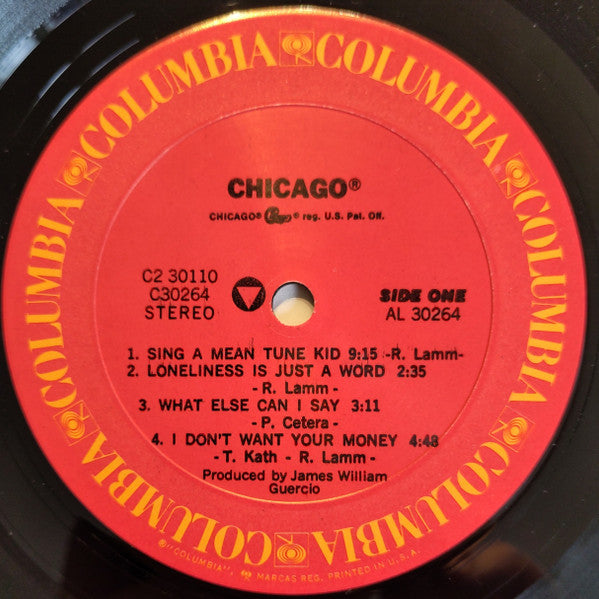 COLUMBIA COLUMBIA COLUMBIA COLUMBIA COLUMBIA COLUMBIA
CHICAGO®
CHICAGO® Chicago® reg. U.S. Pat. Off.
C2 30110
C30264
STEREO
SIDE ONE
AL 30264
1. SING A MEAN TUNE KID 9:15 -R. Lamm-
2. LONELINESS IS JUST A WORD 2:35
- R. Lamm -
3. WHAT ELSE CAN I SAY 3:11
- P. Cetera -
4. I DON'T WANT YOUR MONEY 4:48
- T. Kath - R. Lamm -
Produced by James William
Guercio
®"COLUMBIA", MARCAS REG. PRINTED IN U.S.A.